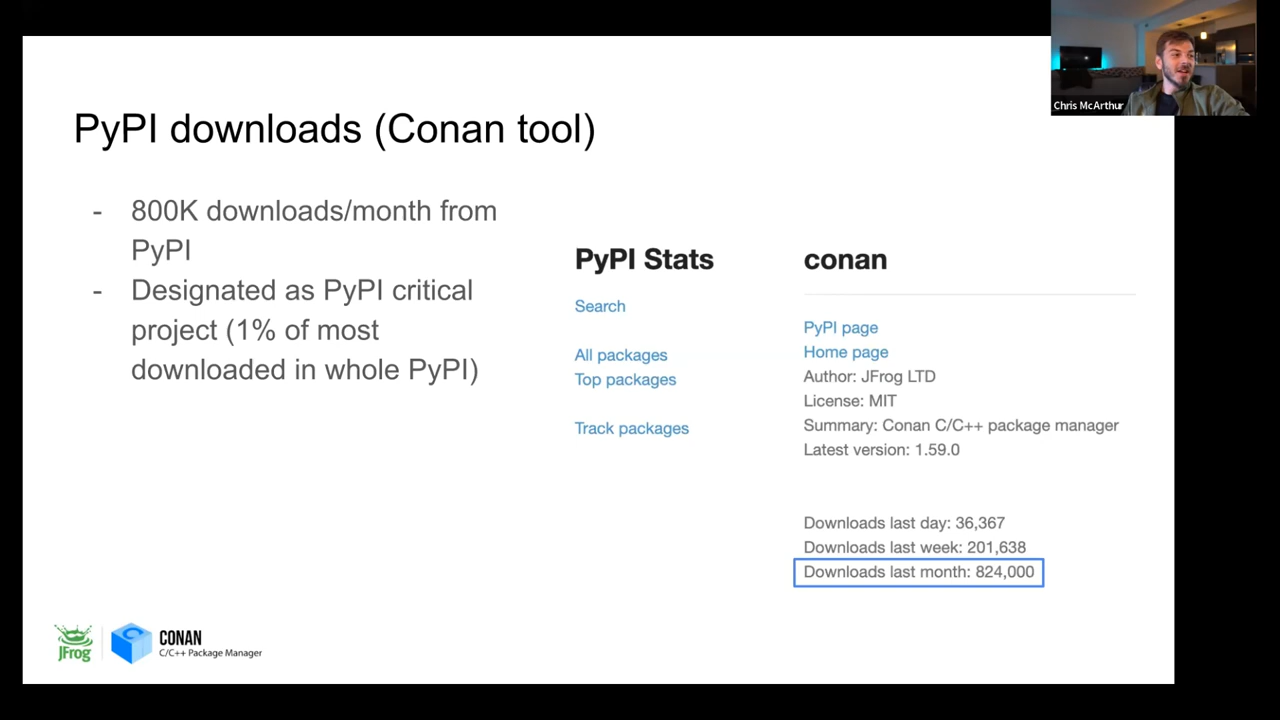 Chris McArthur
PyPI downloads (Conan tool)
- 800K downloads/month from
PyPI
- Designated as PyPI critical
project (1% of most
downloaded in whole PyPI)
PyPI Stats
Search
All packages
Top packages
Track packages
conan
PyPI page
Home page
Author: JFrog LTD
License: MIT
Summary: Conan C/C++ package manager
Latest version: 1.59.0
Downloads last day: 36,367
Downloads last week: 201,638
Downloads last month: 824,000
JFrog
CONAN
C/C++ Package Manager